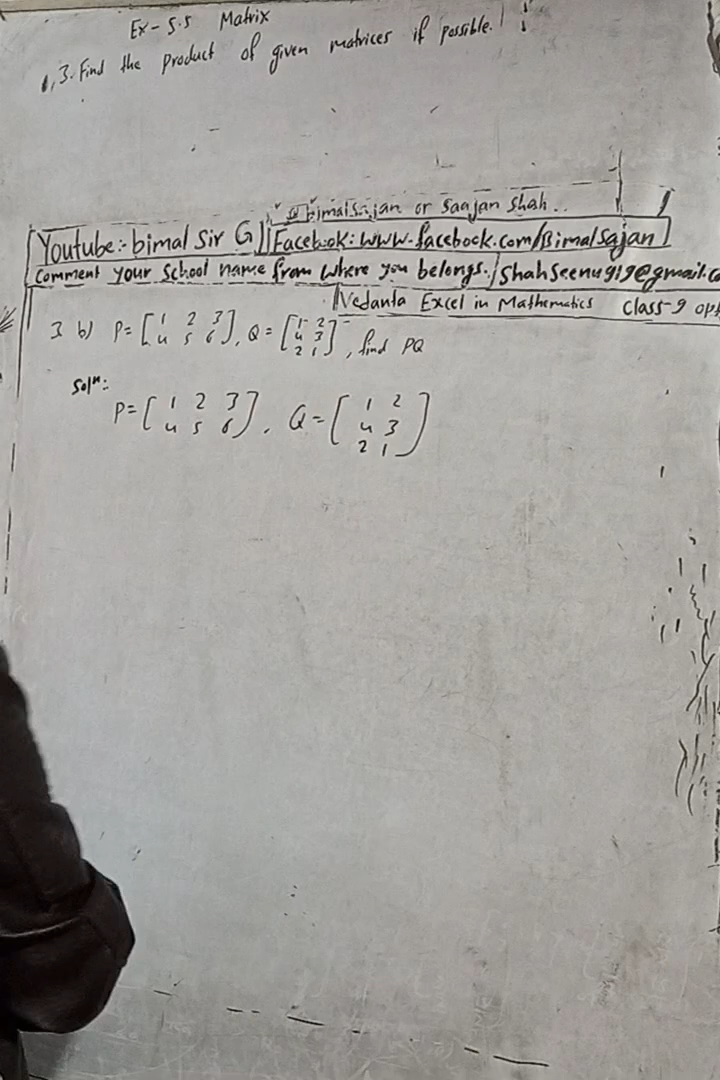 Ex - 5.5 Matrix
1, 3. Find the product of given matrices if possible.
bimalsajan or Saajan Shah..
Youtube:- bimal Sir G || Facebook: www.facebook.com/Bimalsajan
Comment your School name from where you belongs. / Shahseenu919@gmail.c
Vedanta Excel in Mathematics Class-9 opt
3 b) P= [1 2 3
4 5 6], Q = [1 2
4 3
2 1], find PQ
Solⁿ:
P= [1 2 3
4 5 6], Q = [1 2
4 3
2 1]